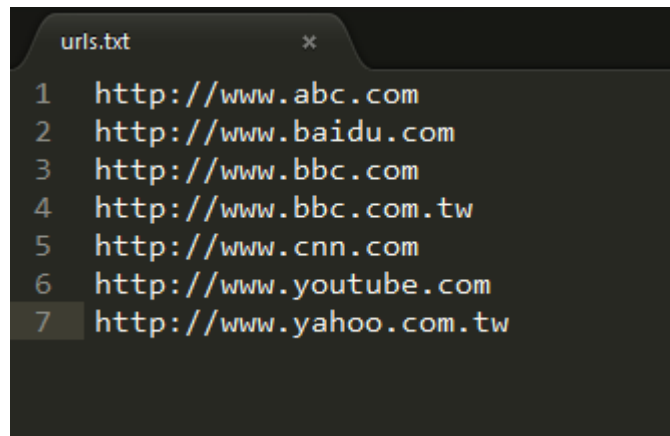 urls.txt ×
1 http://www.abc.com
2 http://www.baidu.com
3 http://www.bbc.com
4 http://www.bbc.com.tw
5 http://www.cnn.com
6 http://www.youtube.com
7 http://www.yahoo.com.tw